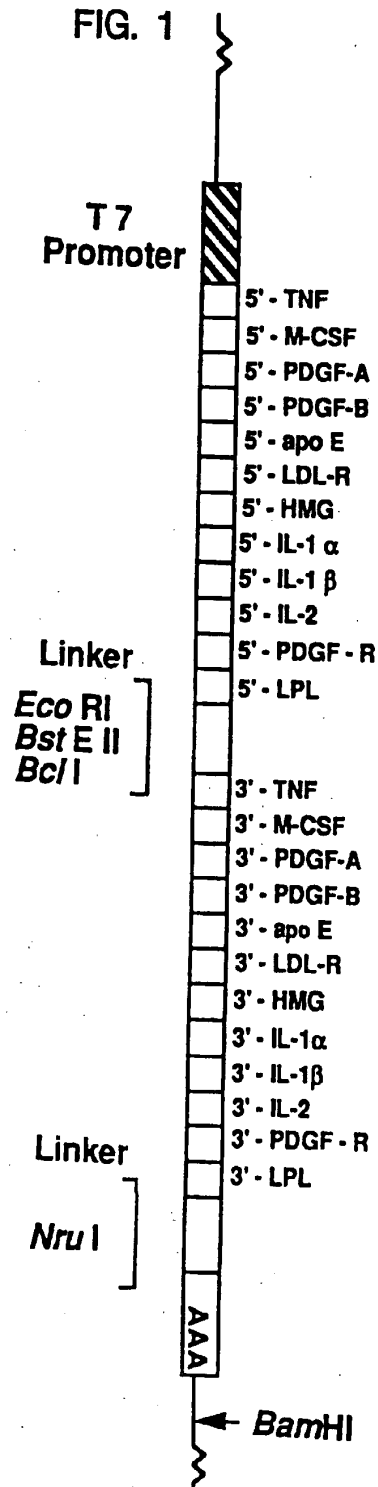 FIG. 1
T 7
Promoter
5' - TNF
5' - M-CSF
5' - PDGF-A
5' - PDGF-B
5' - apo E
5' - LDL-R
5' - HMG
5' - IL-1 α
5' - IL-1 β
5' - IL-2
5' - PDGF - R
5' - LPL
Linker
Eco RI
Bst E II
Bcl I
3' - TNF
3' - M-CSF
3' - PDGF-A
3' - PDGF-B
3' - apo E
3' - LDL-R
3' - HMG
3' - IL-1α
3' - IL-1β
3' - IL-2
3' - PDGF - R
3' - LPL
Linker
Nru I
AAA
BamHI